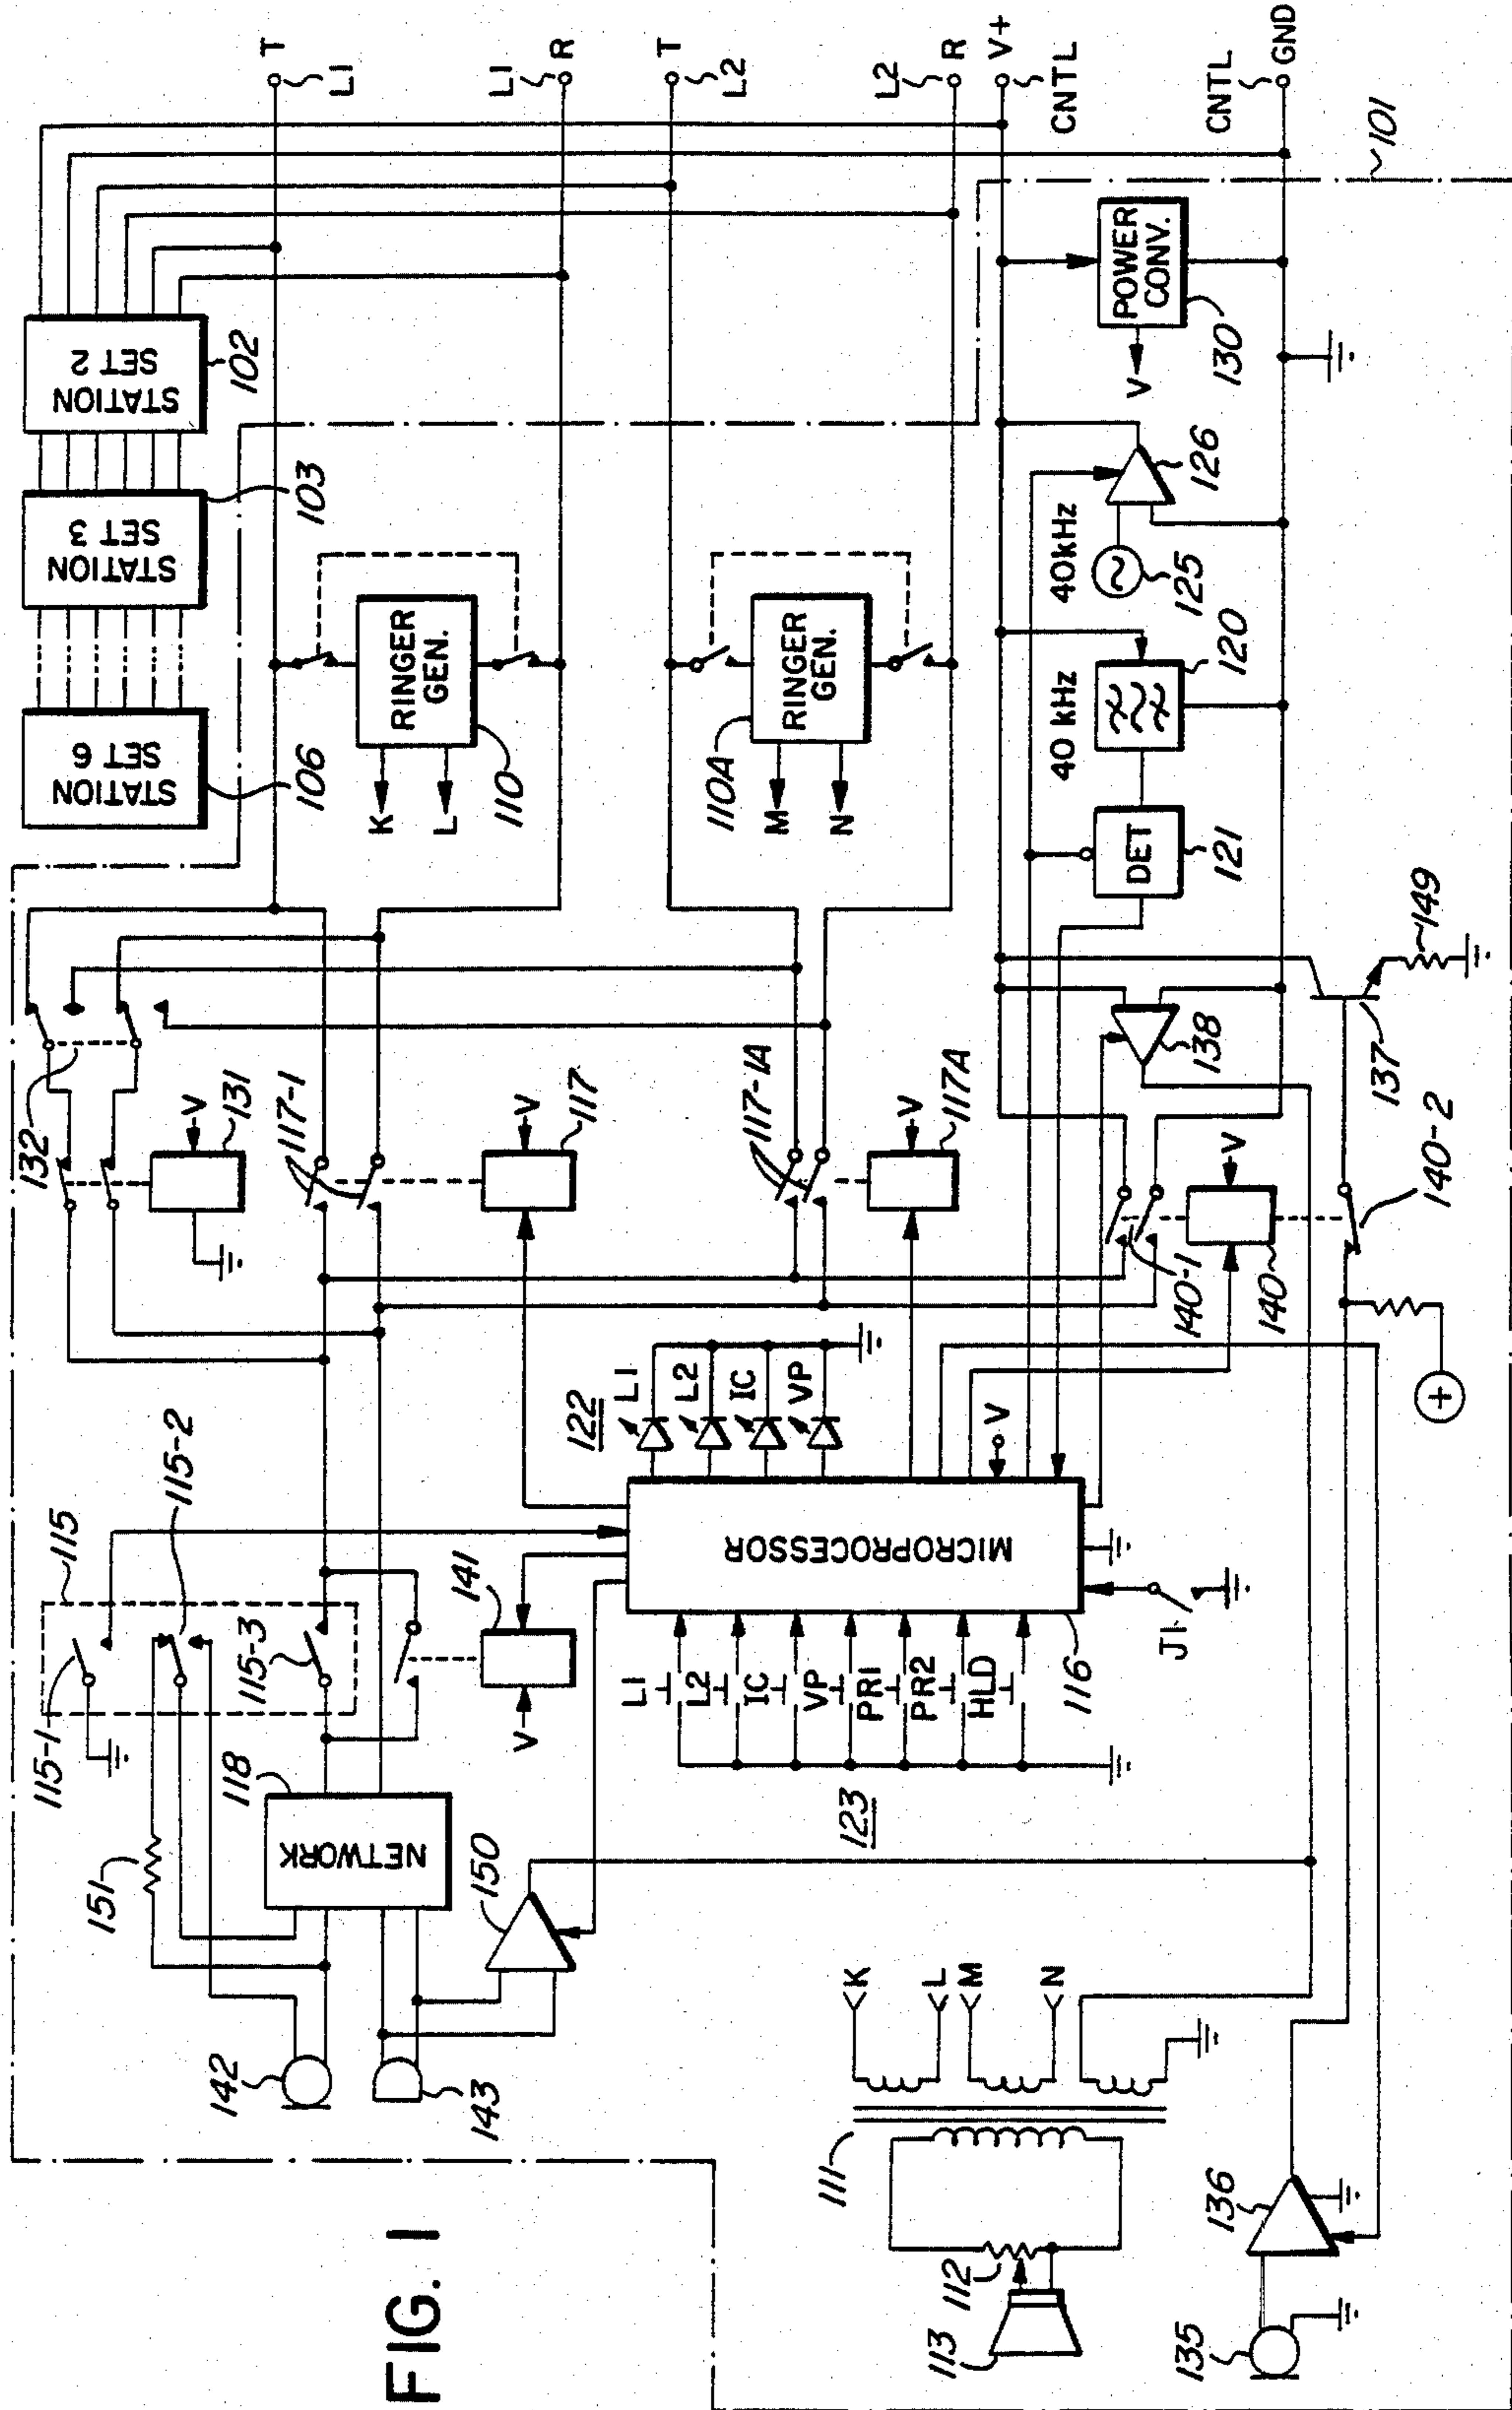 FIG. 1
T
L1
L1
R
T
L2
L2
R
V+
CNTL
CNTL
GND
101
STATION
SET 2
102
STATION
SET 3
103
STATION
SET 6
106
RINGER
GEN.
K
L
110
RINGER
GEN.
110A
M
N
POWER
CONV.
V
130
126
40kHz
125
40 kHz
120
DET
121
149
137
138
132
V
131
117-1
V
117
117-1A
V
117A
140-2
V
140-1
140
+
115
115-2
115-1
115-3
141
V
122
L1
L2
IC
VP
V
MICROPROCESSOR
116
J1
L1
L2
IC
VP
PR1
PR2
HLD
123
118
NETWORK
151
150
142
143
K
L
M
N
111
112
113
135
136